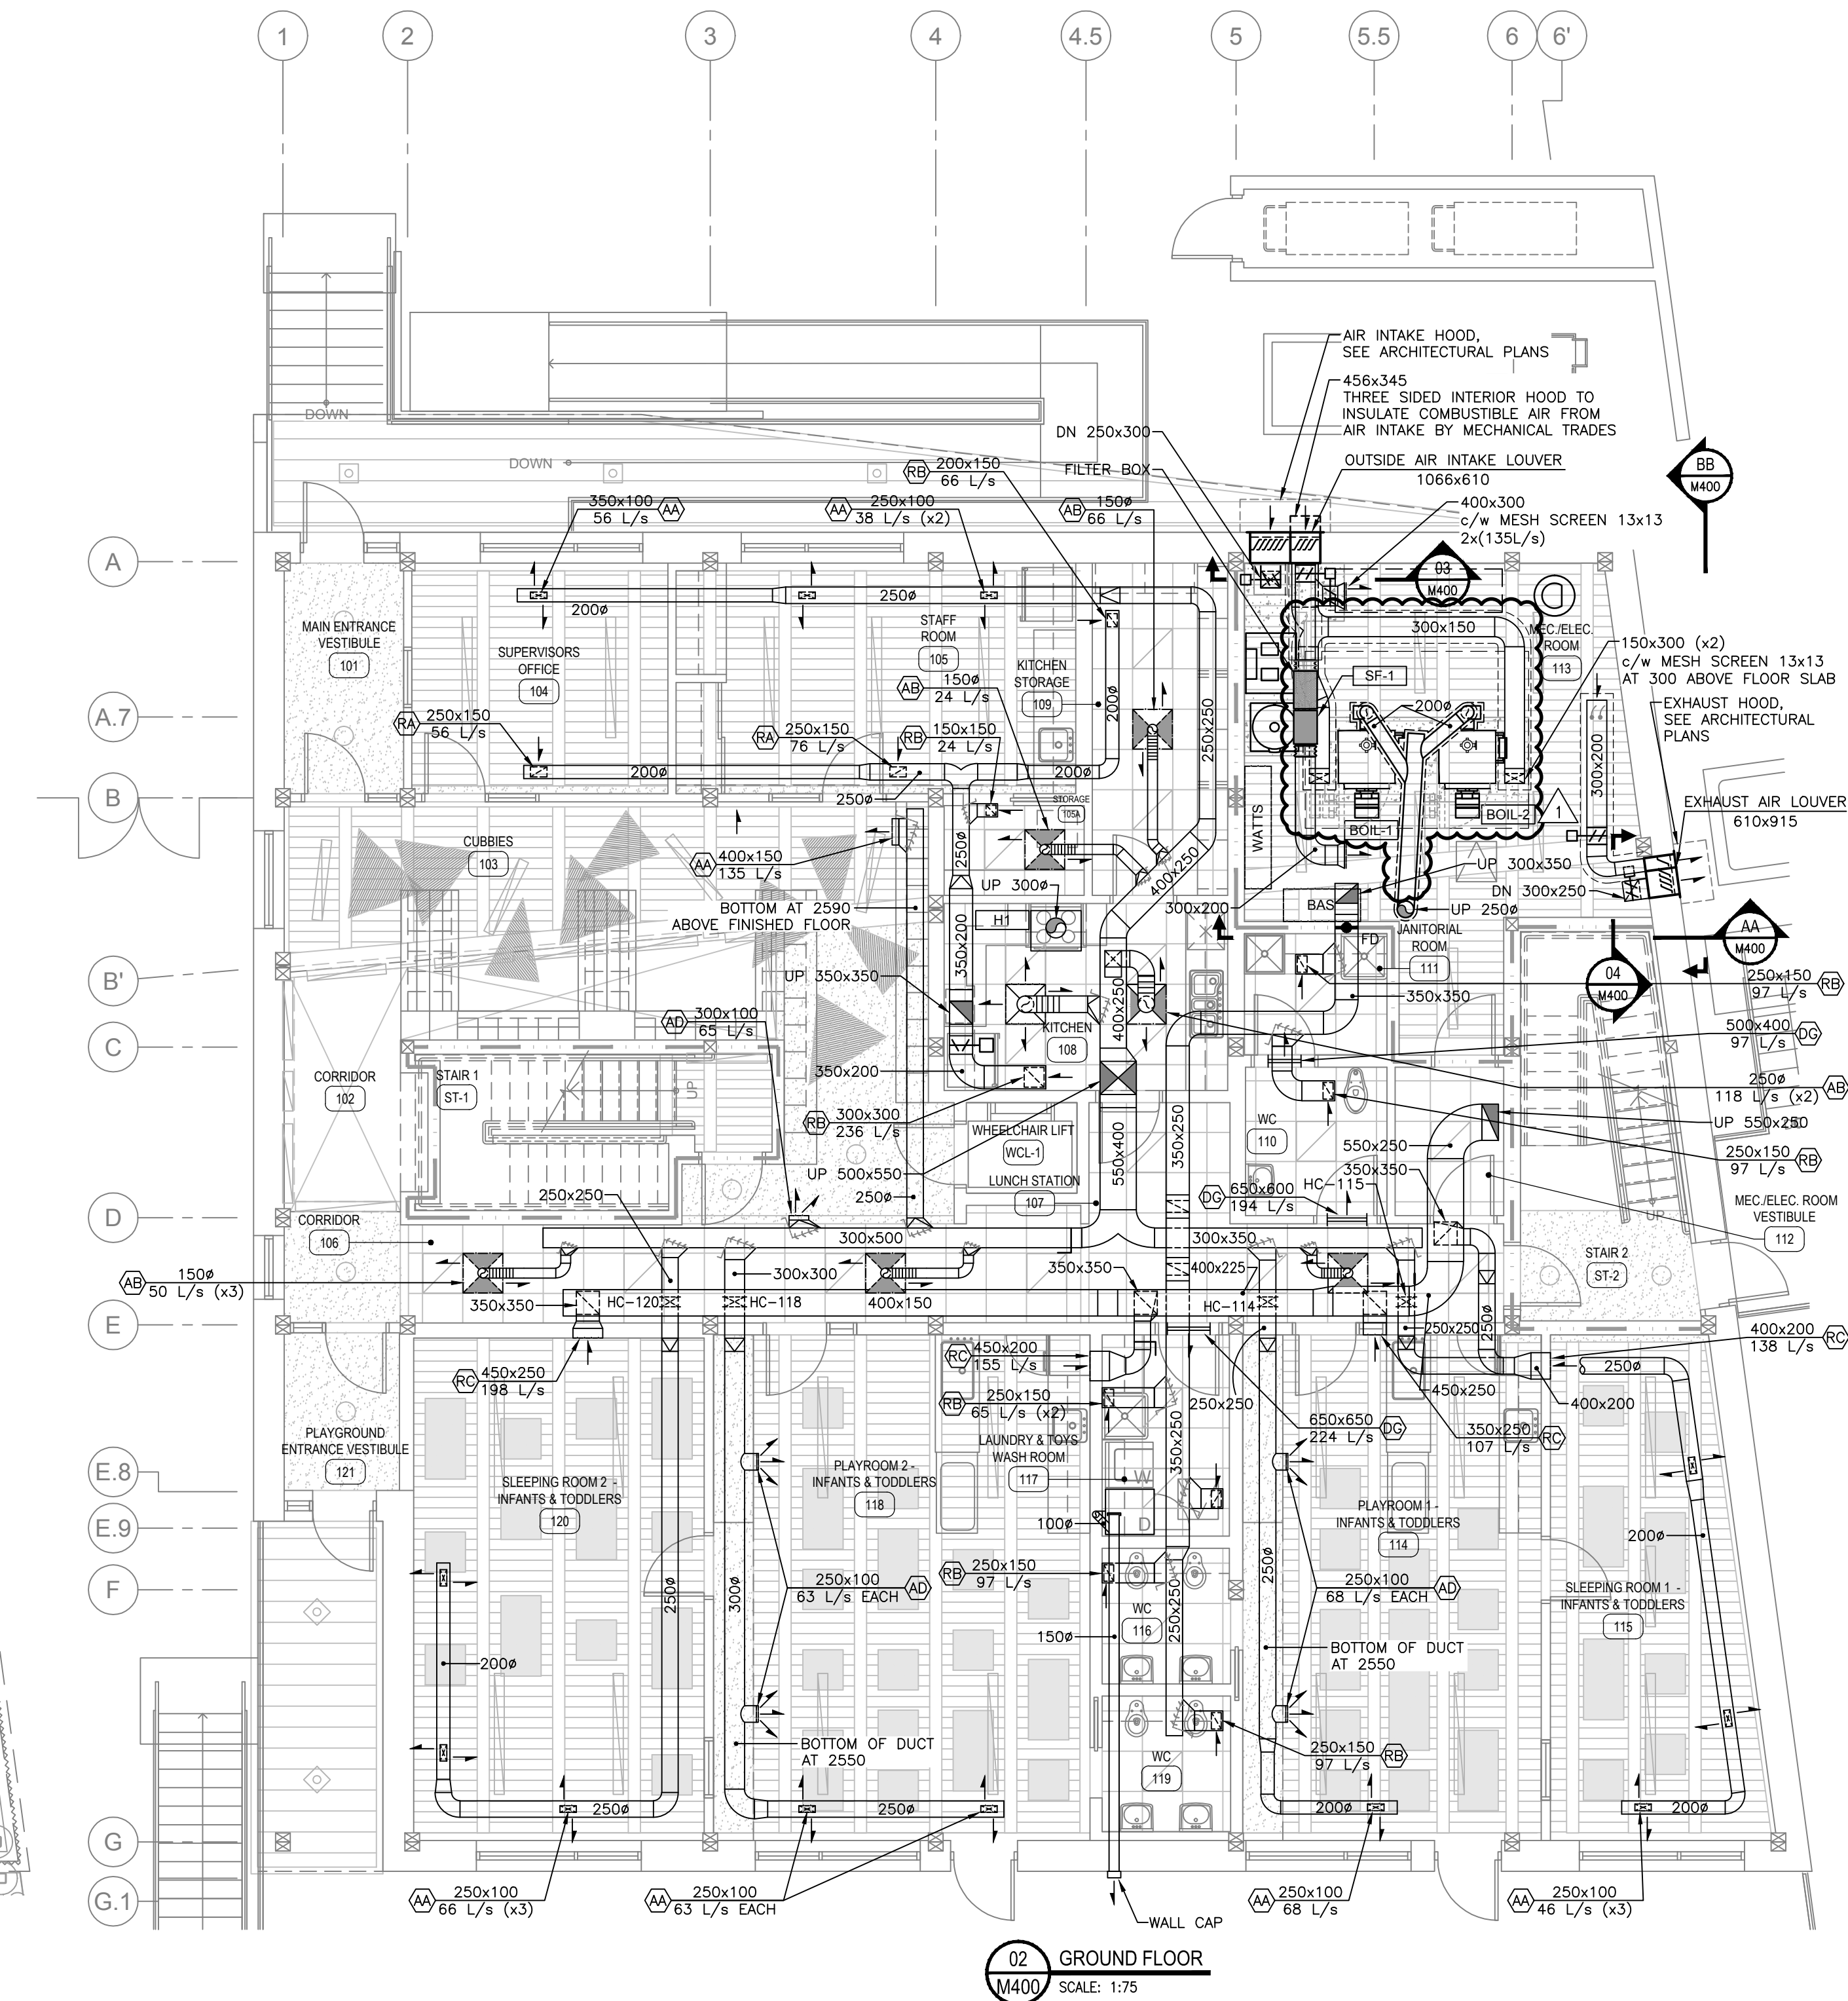 1
2
3
4
4.5
5
5.5
6
6'
AIR INTAKE HOOD,
SEE ARCHITECTURAL PLANS
456x345
THREE SIDED INTERIOR HOOD TO
INSULATE COMBUSTIBLE AIR FROM
AIR INTAKE BY MECHANICAL TRADES
DN 250x300
OUTSIDE AIR INTAKE LOUVER
1066x610
FILTER BOX
400x300
c/w MESH SCREEN 13x13
2x(135L/s)
BB
M400
DOWN
DOWN
RB
200x150
66 L/s
350x100
56 L/s
AA
AA
250x100
38 L/s (x2)
AB
150ø
66 L/s
A
03
M400
200ø
250ø
MAIN ENTRANCE
VESTIBULE
101
SUPERVISORS
OFFICE
104
STAFF
ROOM
105
KITCHEN
STORAGE
109
300x150
MEC./ELEC.
ROOM
113
150x300 (x2)
c/w MESH SCREEN 13x13
AT 300 ABOVE FLOOR SLAB
SF-1
AB
150ø
24 L/s
200ø
250x250
200ø
A.7
EXHAUST HOOD,
SEE ARCHITECTURAL
PLANS
RA
250x150
56 L/s
RA
250x150
76 L/s
RB
150x150
24 L/s
200ø
200ø
300x200
B
250ø
STORAGE
105A
EXHAUST AIR LOUVER
610x915
WATTS
BOIL-1
BOIL-2
1
CUBBIES
103
AA
400x150
135 L/s
250ø
400x250
UP 300x350
DN 300x250
UP 300ø
BOTTOM AT 2590
ABOVE FINISHED FLOOR
H1
300x200
BAS
UP 250ø
FD
JANITORIAL
ROOM
111
AA
M400
04
M400
350x200
B'
UP 350x350
400x250
350x350
250x150
97 L/s
RB
AD
300x100
65 L/s
KITCHEN
108
500x400
97 L/s
DG
C
350x200
CORRIDOR
102
STAIR 1
ST-1
UP
250ø
118 L/s (x2)
AB
RB
300x300
236 L/s
WHEELCHAIR LIFT
WCL-1
350x250
WC
110
UP 550x250
550x250
550x400
350x350
250x150
97 L/s
RB
UP 500x550
LUNCH STATION
107
250ø
250x250
DG
650x600
194 L/s
HC-115
MEC./ELEC. ROOM
VESTIBULE
112
UP
D
CORRIDOR
106
300x500
300x350
STAIR 2
ST-2
AB
150ø
50 L/s (x3)
300x300
350x350
400x225
350x350
HC-120
HC-118
400x150
HC-114
E
250x250
250ø
400x200
138 L/s
RC
RC
450x200
155 L/s
250ø
RC
450x250
198 L/s
RB
250x150
65 L/s (x2)
250x250
450x250
400x200
650x650
224 L/s
DG
350x250
107 L/s
RC
PLAYGROUND
ENTRANCE VESTIBULE
121
LAUNDRY & TOYS
WASH ROOM
117
W
350x250
E.8
SLEEPING ROOM 2 -
INFANTS & TODDLERS
120
PLAYROOM 2 -
INFANTS & TODDLERS
118
PLAYROOM 1 -
INFANTS & TODDLERS
114
100ø
D
E.9
200ø
250x100
63 L/s EACH
AD
RB
250x150
97 L/s
250ø
300ø
250ø
250x100
68 L/s EACH
AD
F
SLEEPING ROOM 1 -
INFANTS & TODDLERS
115
WC
116
250x250
150ø
BOTTOM OF DUCT
AT 2550
200ø
BOTTOM OF DUCT
AT 2550
WC
119
250x150
97 L/s
RB
250ø
250ø
200ø
200ø
G
G.1
AA
250x100
66 L/s (x3)
AA
250x100
63 L/s EACH
AA
250x100
68 L/s
AA
250x100
46 L/s (x3)
WALL CAP
02
M400
GROUND FLOOR
SCALE: 1:75